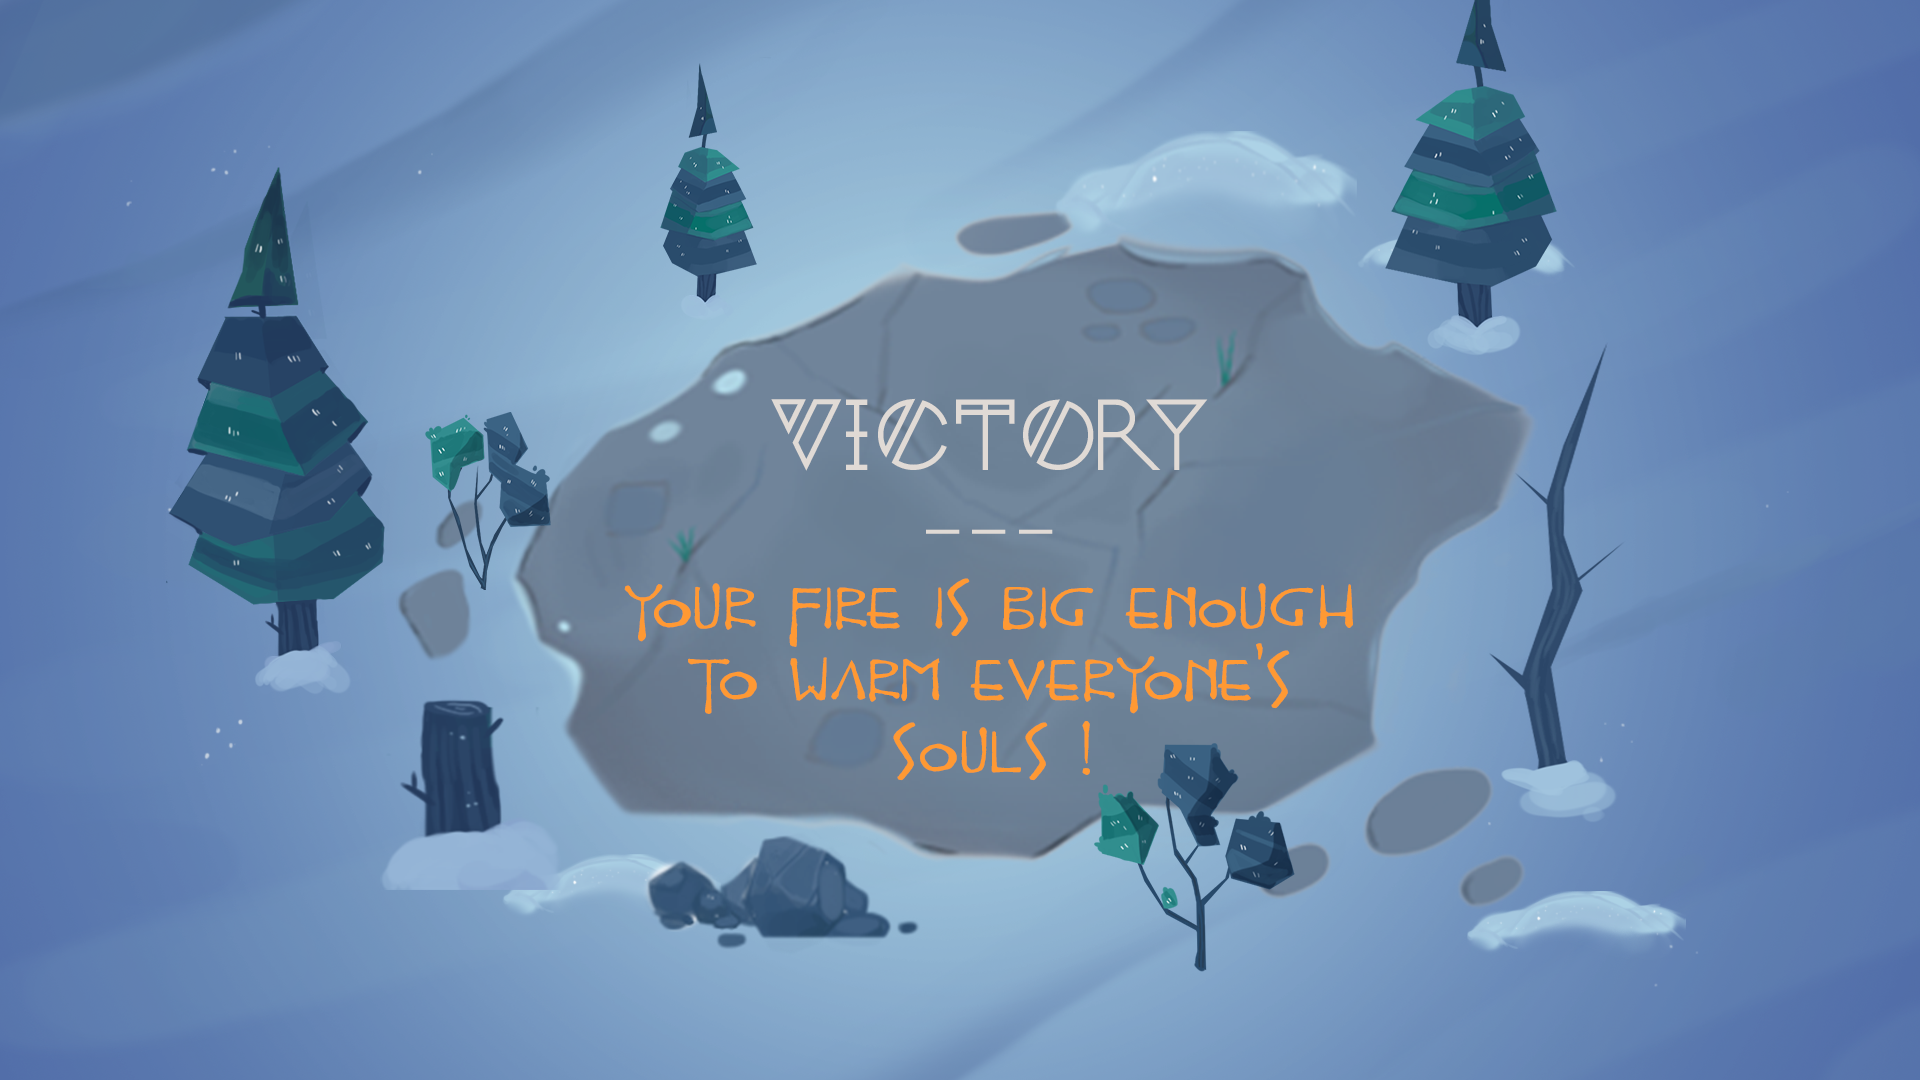 VICTORY
– – –
YOUR FIRE IS BIG ENOUGH
TO WARM EVERYONE'S
SOULS !